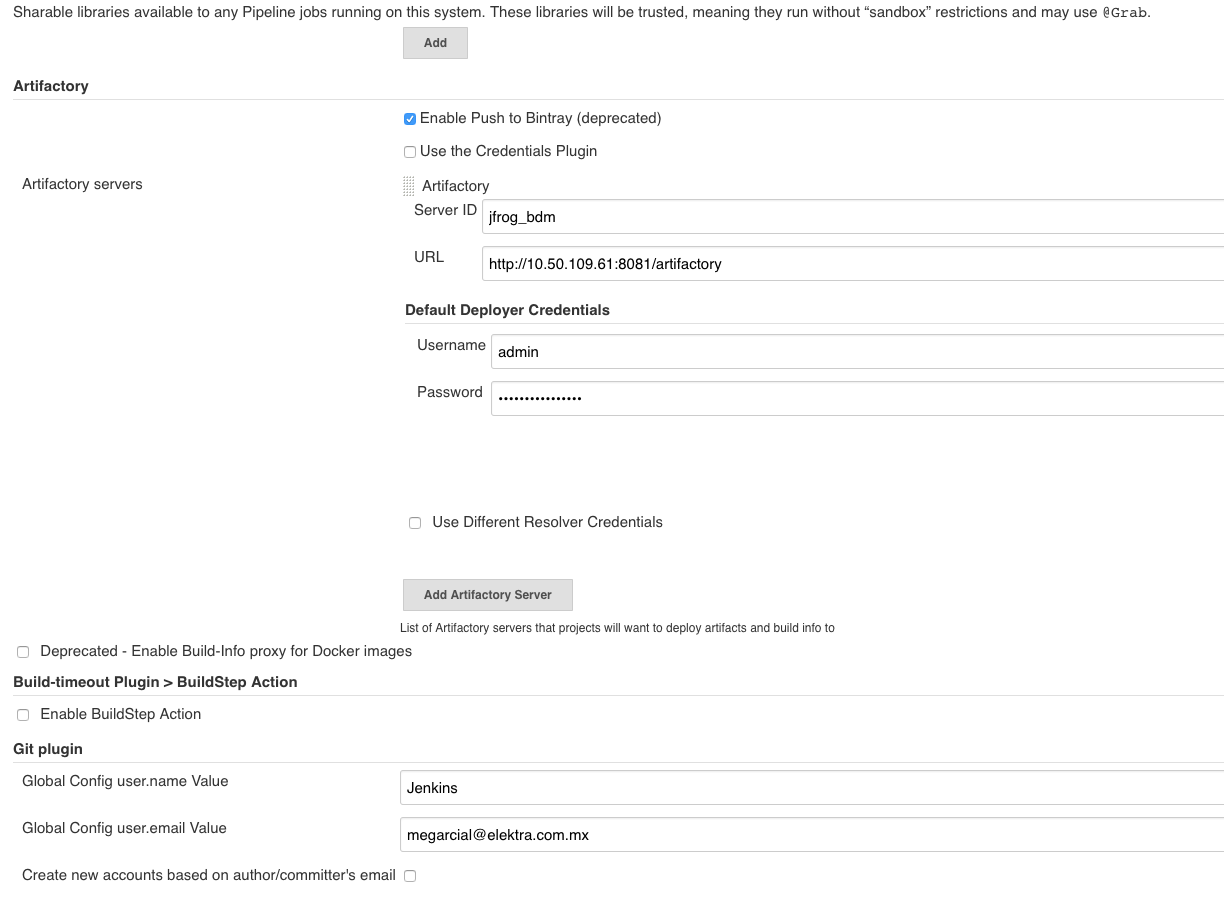 Sharable libraries available to any Pipeline jobs running on this system. These libraries will be trusted, meaning they run without “sandbox” restrictions and may use @Grab.
Add
Artifactory
Enable Push to Bintray (deprecated)
Use the Credentials Plugin
Artifactory servers
Artifactory
Server ID
jfrog_bdm
URL
http://10.50.109.61:8081/artifactory
Default Deployer Credentials
Username
admin
Password
••••••••••••••••
Use Different Resolver Credentials
Add Artifactory Server
List of Artifactory servers that projects will want to deploy artifacts and build info to
Deprecated - Enable Build-Info proxy for Docker images
Build-timeout Plugin > BuildStep Action
Enable BuildStep Action
Git plugin
Global Config user.name Value
Jenkins
Global Config user.email Value
megarcial@elektra.com.mx
Create new accounts based on author/committer's email